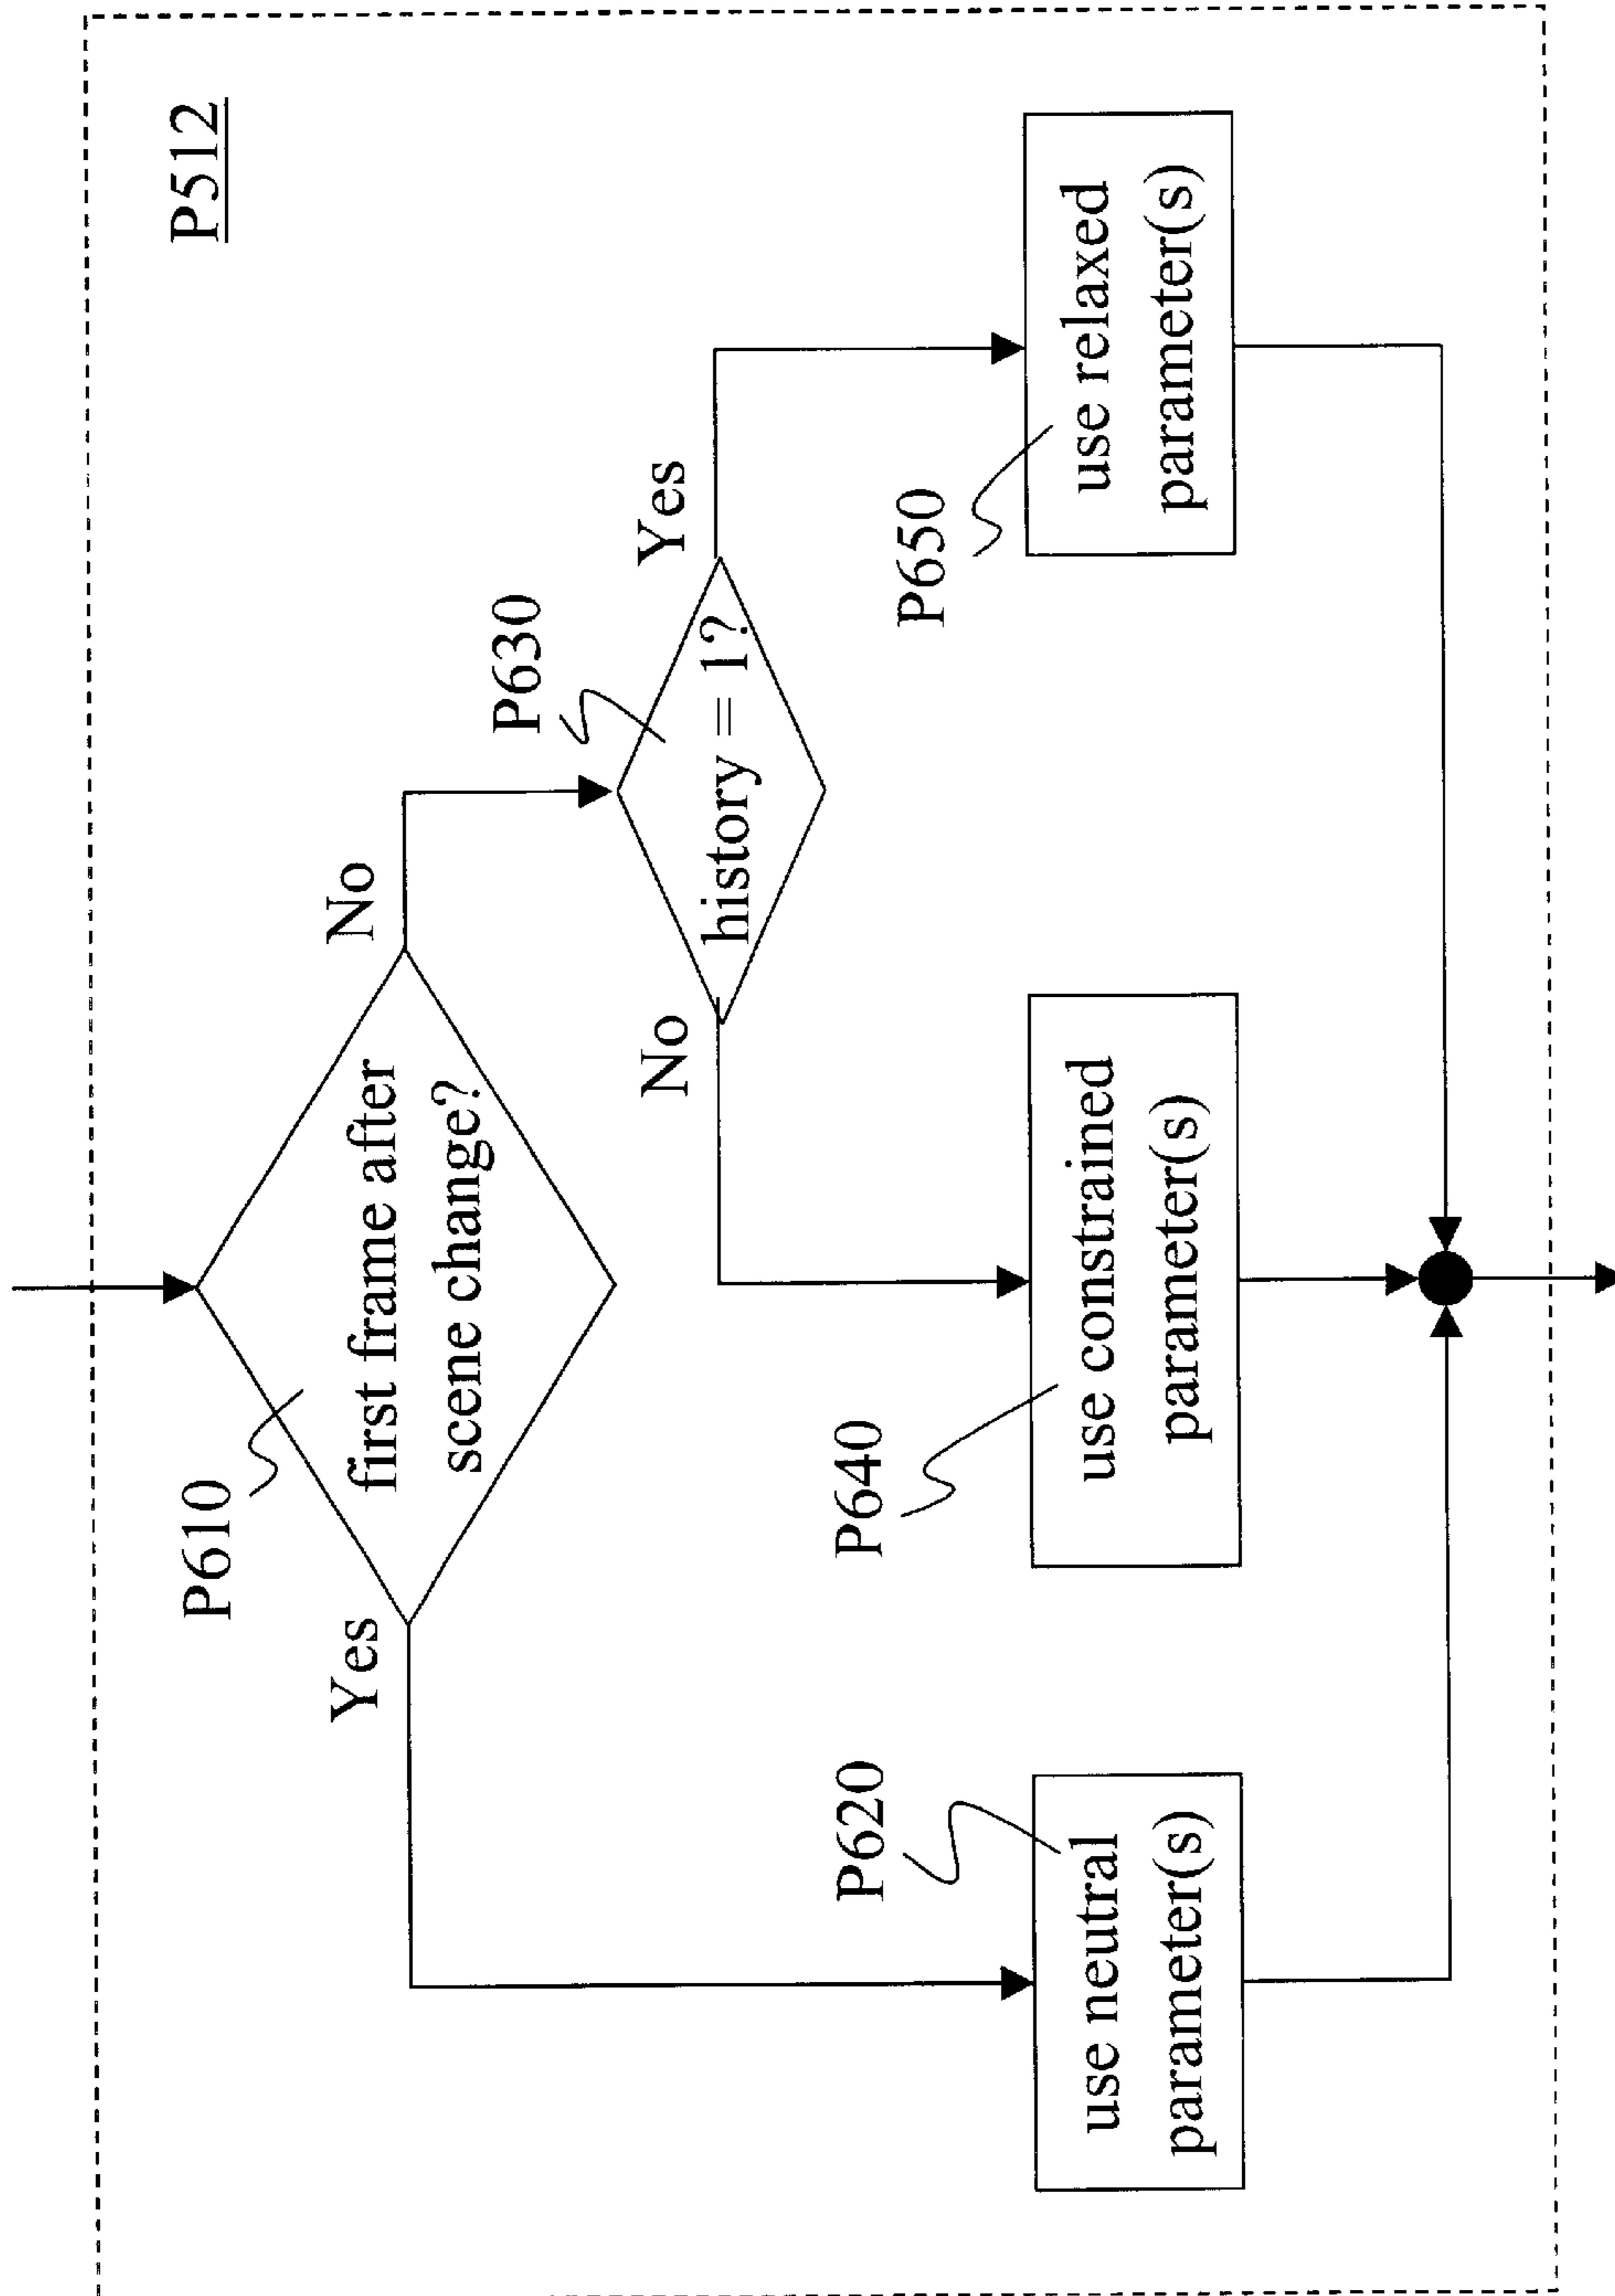 P512
P610
first frame after
scene change?
Yes
No
P630
history = 1?
No
Yes
P620
use neutral
parameter(s)
P640
use constrained
parameter(s)
P650
use relaxed
parameter(s)